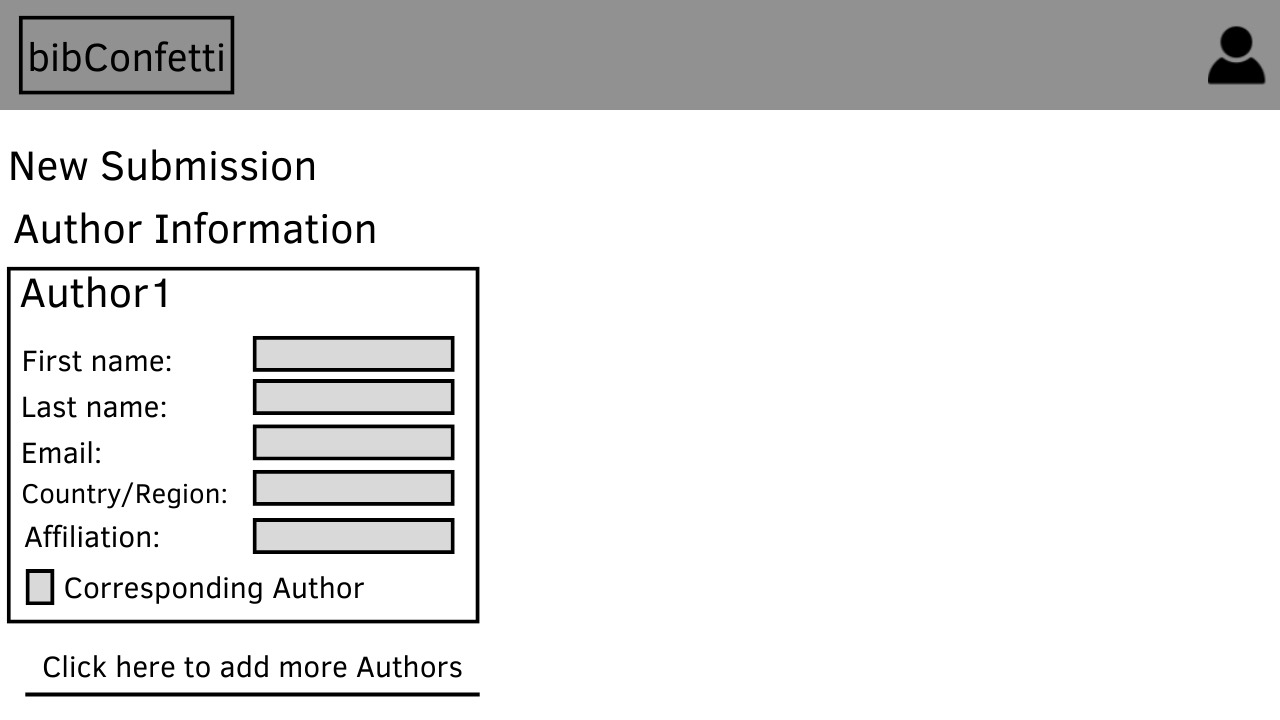 bibConfetti
New Submission
Author Information
Author1
First name:
Last name:
Email:
Country/Region:
Affiliation:
Corresponding Author
Click here to add more Authors